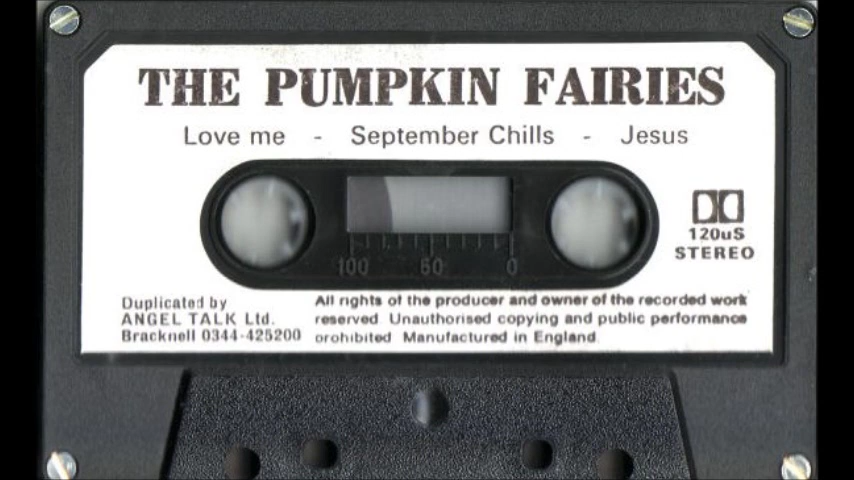 THE PUMPKIN FAIRIES
Love me - September Chills - Jesus
120uS
STEREO
100 50 0
Duplicated by
ANGEL TALK Ltd.
Bracknell 0344-425200
All rights of the producer and owner of the recorded work
reserved. Unauthorised copying and public performance
prohibited Manufactured in England.